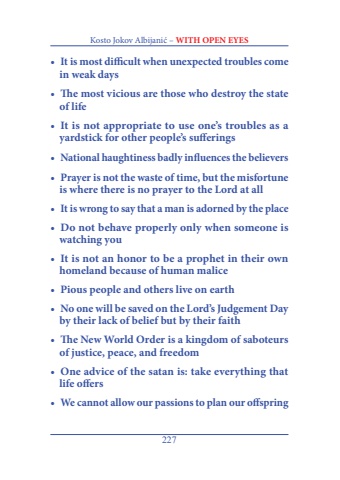 Kosto Jokov Albijanić – WITH OPEN EYES
• It is most difficult when unexpected troubles come
in weak days
• The most vicious are those who destroy the state
of life
• It is not appropriate to use one's troubles as a
yardstick for other people's sufferings
• National haughtiness badly influences the believers
• Prayer is not the waste of time, but the misfortune
is where there is no prayer to the Lord at all
• It is wrong to say that a man is adorned by the place
• Do not behave properly only when someone is
watching you
• It is not an honor to be a prophet in their own
homeland because of human malice
• Pious people and others live on earth
• No one will be saved on the Lord's Judgement Day
by their lack of belief but by their faith
• The New World Order is a kingdom of saboteurs
of justice, peace, and freedom
• One advice of the satan is: take everything that
life offers
• We cannot allow our passions to plan our offspring
227